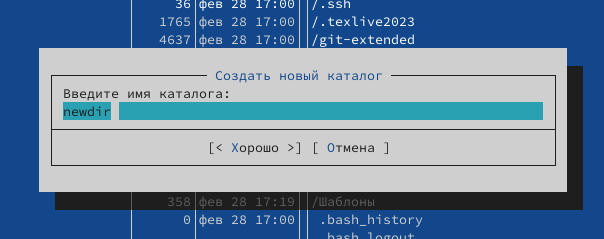 36 фев 28 17:00 /.ssh
1765 фев 28 17:00 /.texlive2023
4637 фев 28 17:00 /git-extended
Создать новый каталог
Введите имя каталога:
newdir
[< Хорошо >] [ Отмена ]
358 фев 28 17:19 /Шаблоны
0 фев 28 17:00 .bash_history
.bash_logout